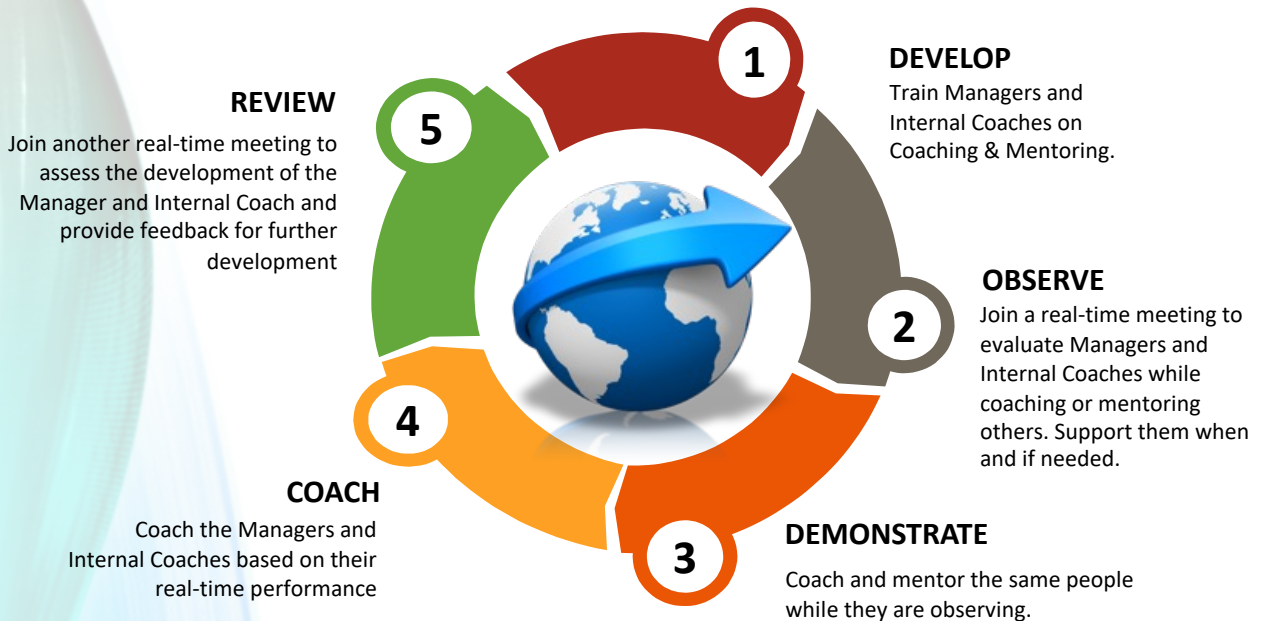 1
DEVELOP
Train Managers and
Internal Coaches on
Coaching & Mentoring.
2
OBSERVE
Join a real-time meeting to
evaluate Managers and
Internal Coaches while
coaching or mentoring
others. Support them when
and if needed.
3
DEMONSTRATE
Coach and mentor the same people
while they are observing.
4
COACH
Coach the Managers and
Internal Coaches based on their
real-time performance
5
REVIEW
Join another real-time meeting to
assess the development of the
Manager and Internal Coach and
provide feedback for further
development